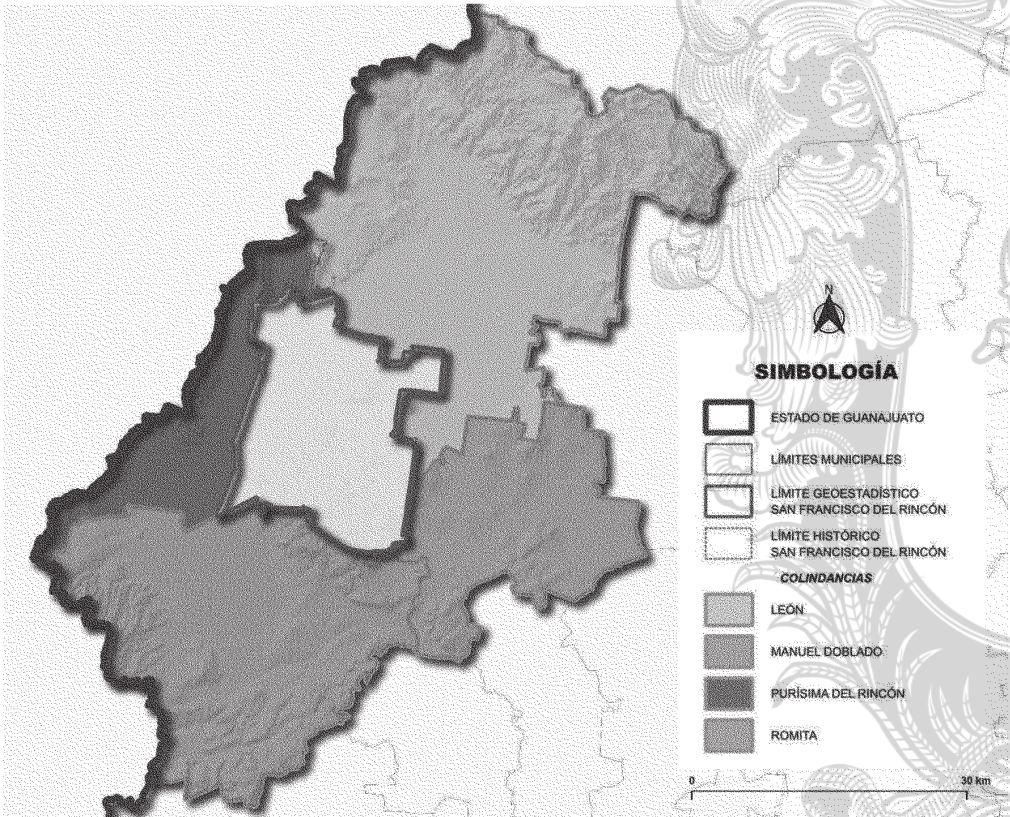 N
SIMBOLOGÍA
ESTADO DE GUANAJUATO
LÍMITES MUNICIPALES
LÍMITE GEOESTADÍSTICO
SAN FRANCISCO DEL RINCÓN
LÍMITE HISTÓRICO
SAN FRANCISCO DEL RINCÓN
COLINDANCIAS
LEÓN
MANUEL DOBLADO
PURÍSIMA DEL RINCÓN
ROMITA
0 30 km